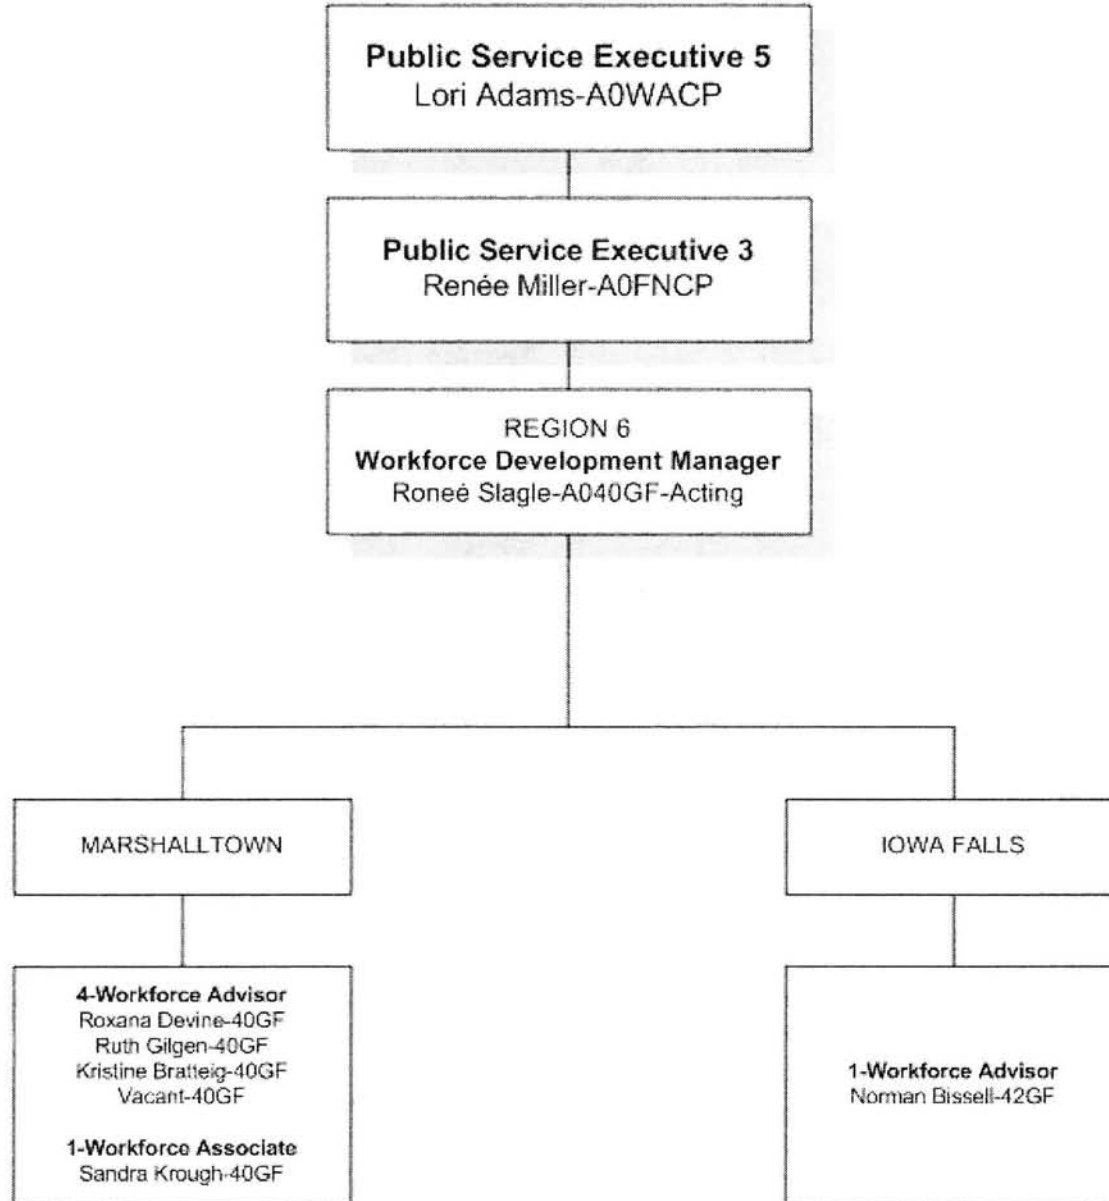 Public Service Executive 5
Lori Adams-A0WACP
Public Service Executive 3
Renée Miller-A0FNCP
REGION 6
Workforce Development Manager
Roneé Slagle-A040GF-Acting
MARSHALLTOWN
IOWA FALLS
4-Workforce Advisor
Roxana Devine-40GF
Ruth Gilgen-40GF
Kristine Bratteig-40GF
Vacant-40GF
1-Workforce Associate
Sandra Krough-40GF
1-Workforce Advisor
Norman Bissell-42GF